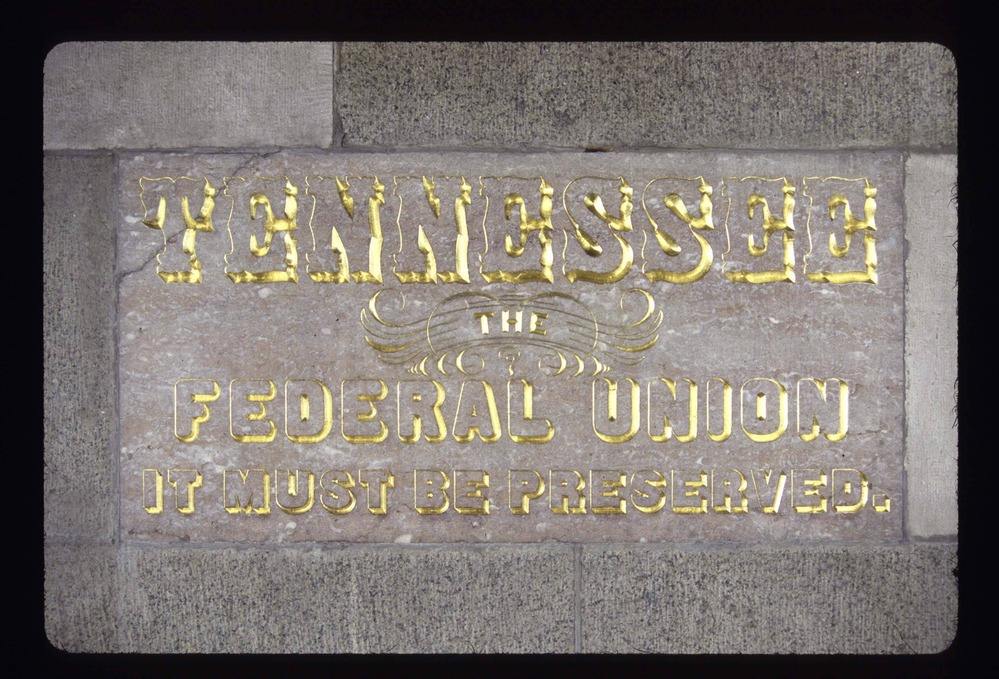 TENNESSEE
THE
FEDERAL UNION
IT MUST BE PRESERVED.